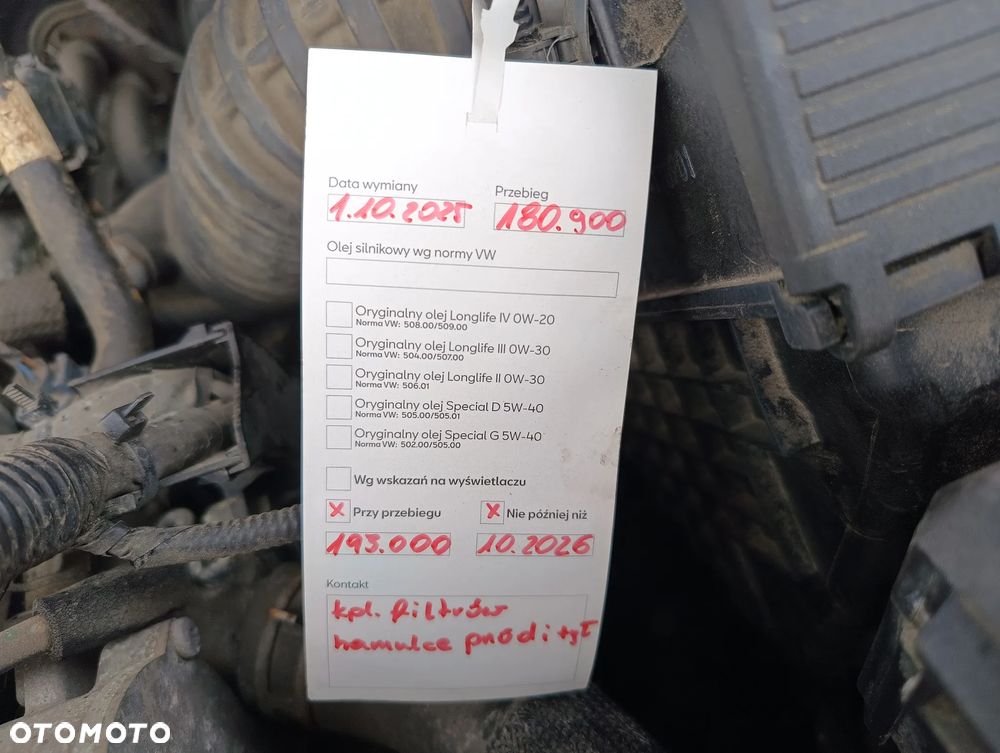 Data wymiany
Przebieg
1.10.2025
180.900
Olej silnikowy wg normy VW
Oryginalny olej Longlife IV 0W-20
Norma VW: 508.00/509.00
Oryginalny olej Longlife III 0W-30
Norma VW: 504.00/507.00
Oryginalny olej Longlife II 0W-30
Norma VW: 506.01
Oryginalny olej Special D 5W-40
Norma VW: 505.00/505.01
Oryginalny olej Special G 5W-40
Norma VW: 502.00/505.00
Wg wskazań na wyświetlaczu
X Przy przebiegu
X Nie później niż
193.000
10.2026
Kontakt
kpl. filtrów
hamulce przód i tył
OTOMOTO